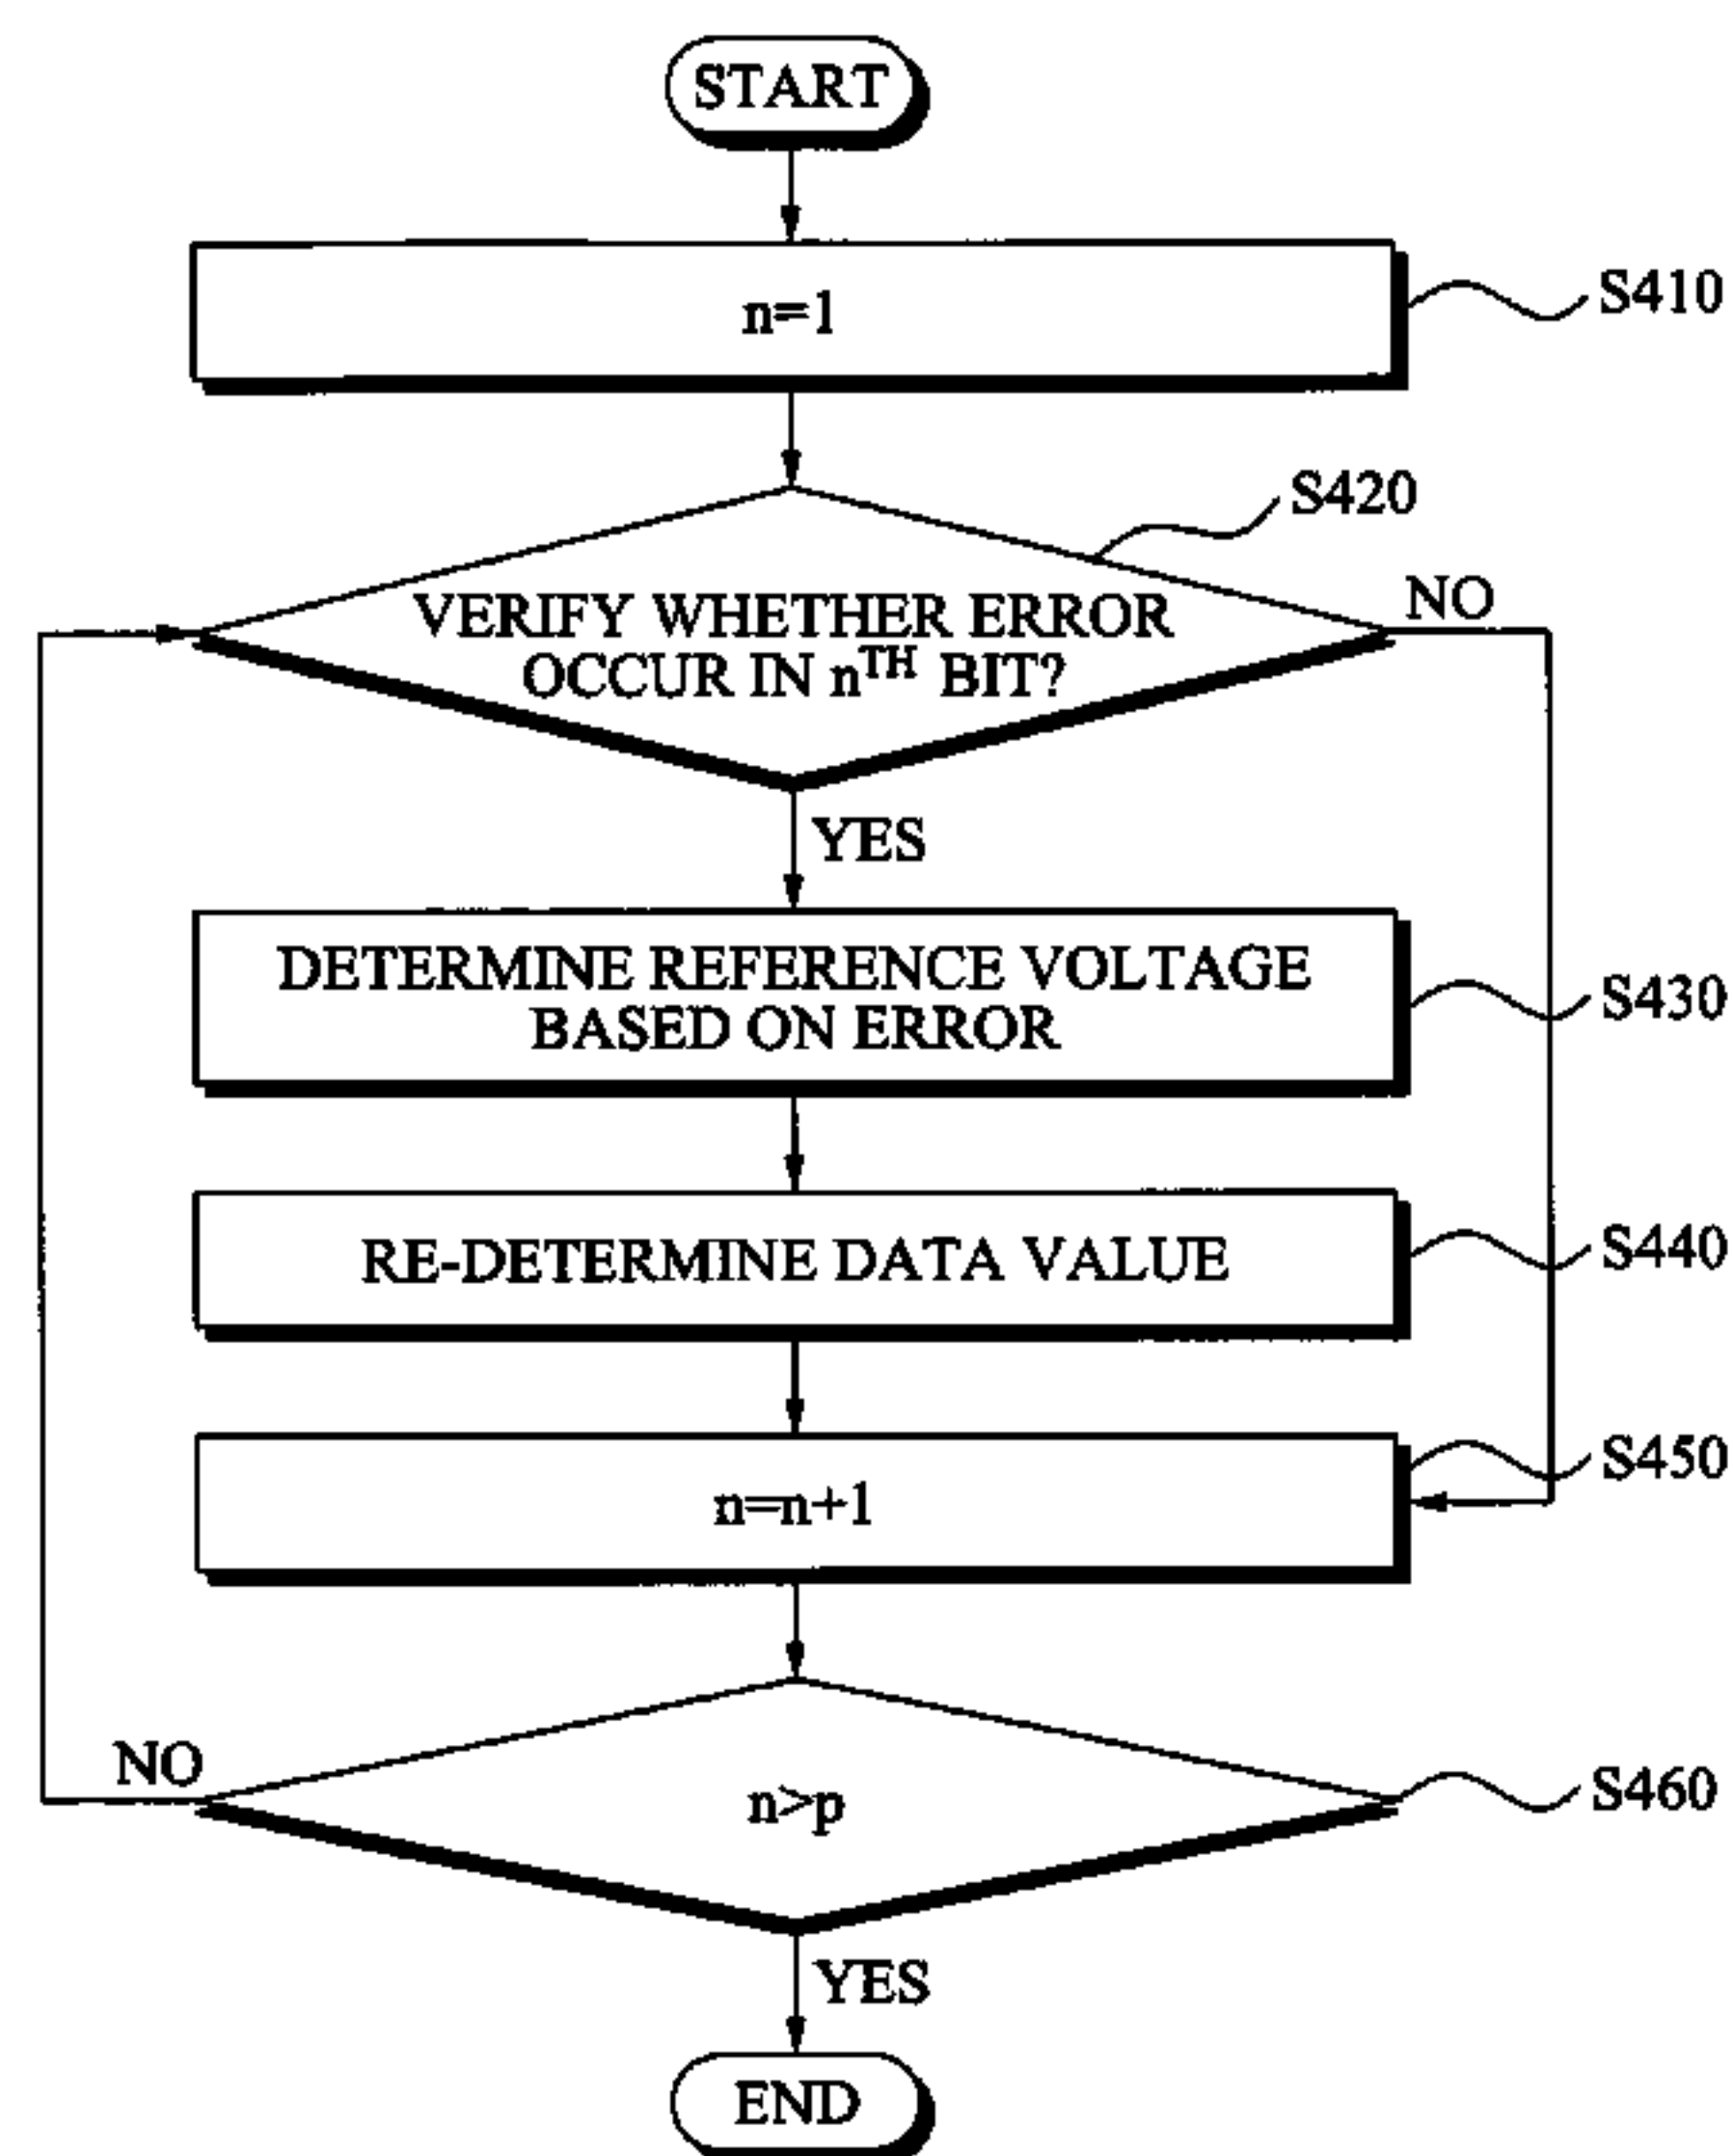 START
n=1
S410
S420
VERIFY WHETHER ERROR
OCCUR IN nTH BIT?
NO
YES
DETERMINE REFERENCE VOLTAGE
BASED ON ERROR
S430
RE-DETERMINE DATA VALUE
S440
n=n+1
S450
NO
n>p
S460
YES
END